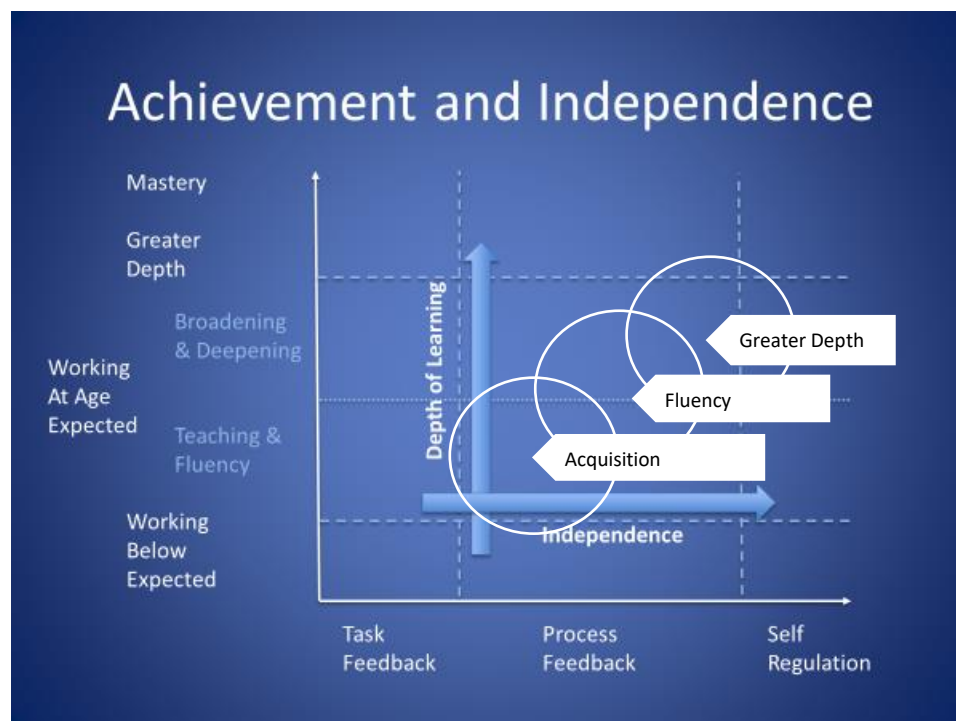 Achievement and Independence
Mastery
Greater
Depth
Broadening
& Deepening
Working
At Age
Expected
Teaching &
Fluency
Working
Below
Expected
Depth of Learning
Greater Depth
Fluency
Acquisition
Independence
Task
Feedback
Process
Feedback
Self
Regulation